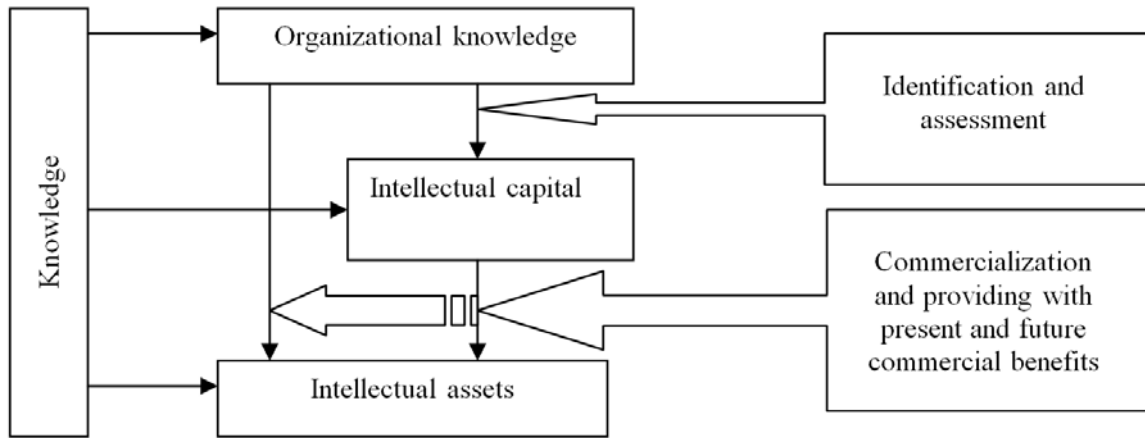 Knowledge
Organizational knowledge
Identification and
assessment
Intellectual capital
Commercialization
and providing with
present and future
commercial benefits
Intellectual assets